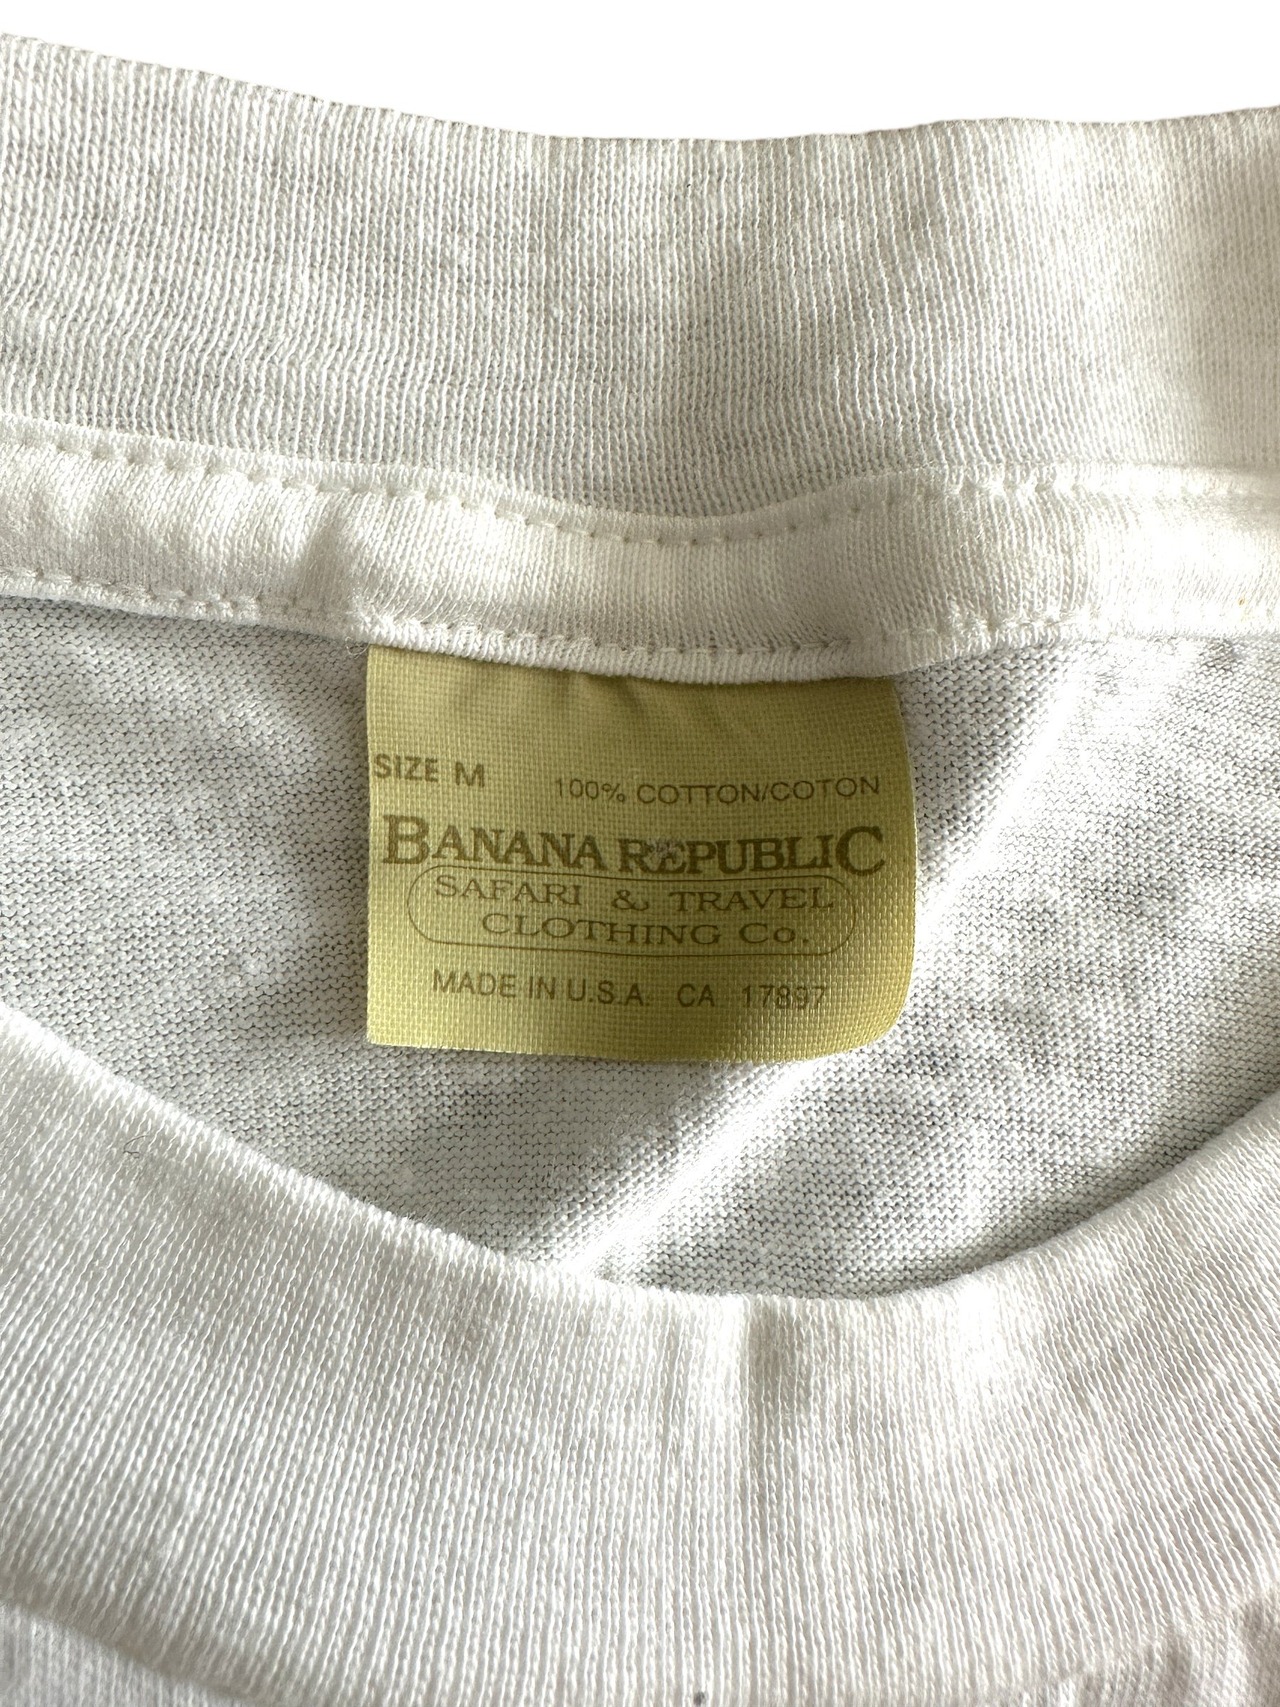 SIZE M 100% COTTON/COTON
BANANA REPUBLIC
SAFARI & TRAVEL
CLOTHING Co.
MADE IN U.S.A. CA 17897